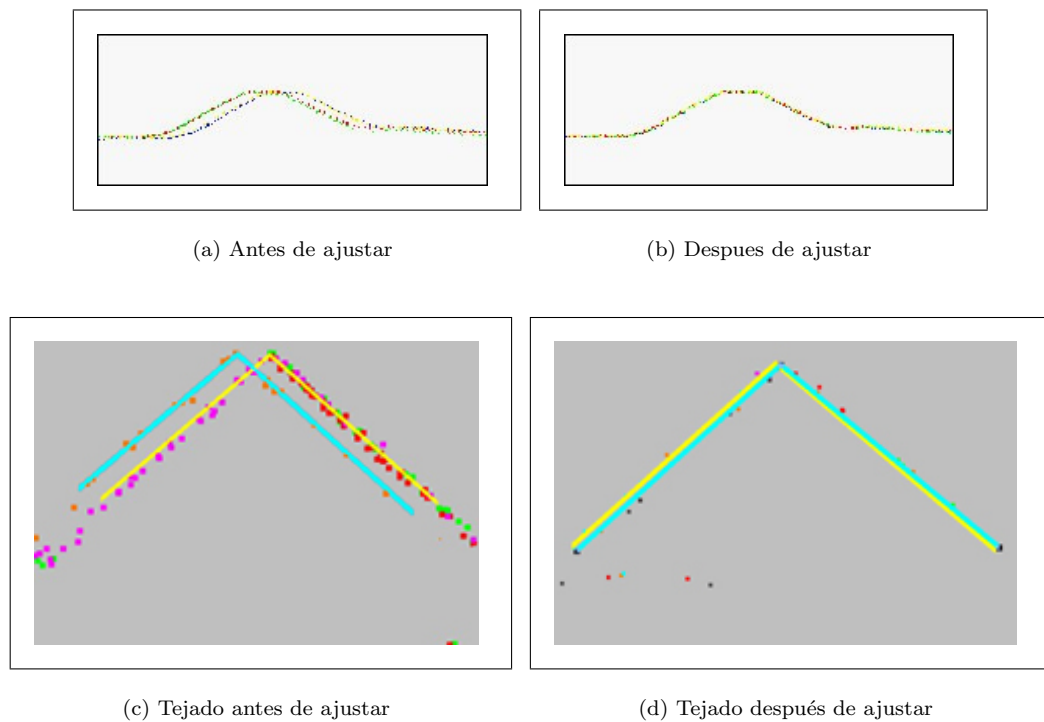 (a) Antes de ajustar
(b) Despues de ajustar
(c) Tejado antes de ajustar
(d) Tejado después de ajustar